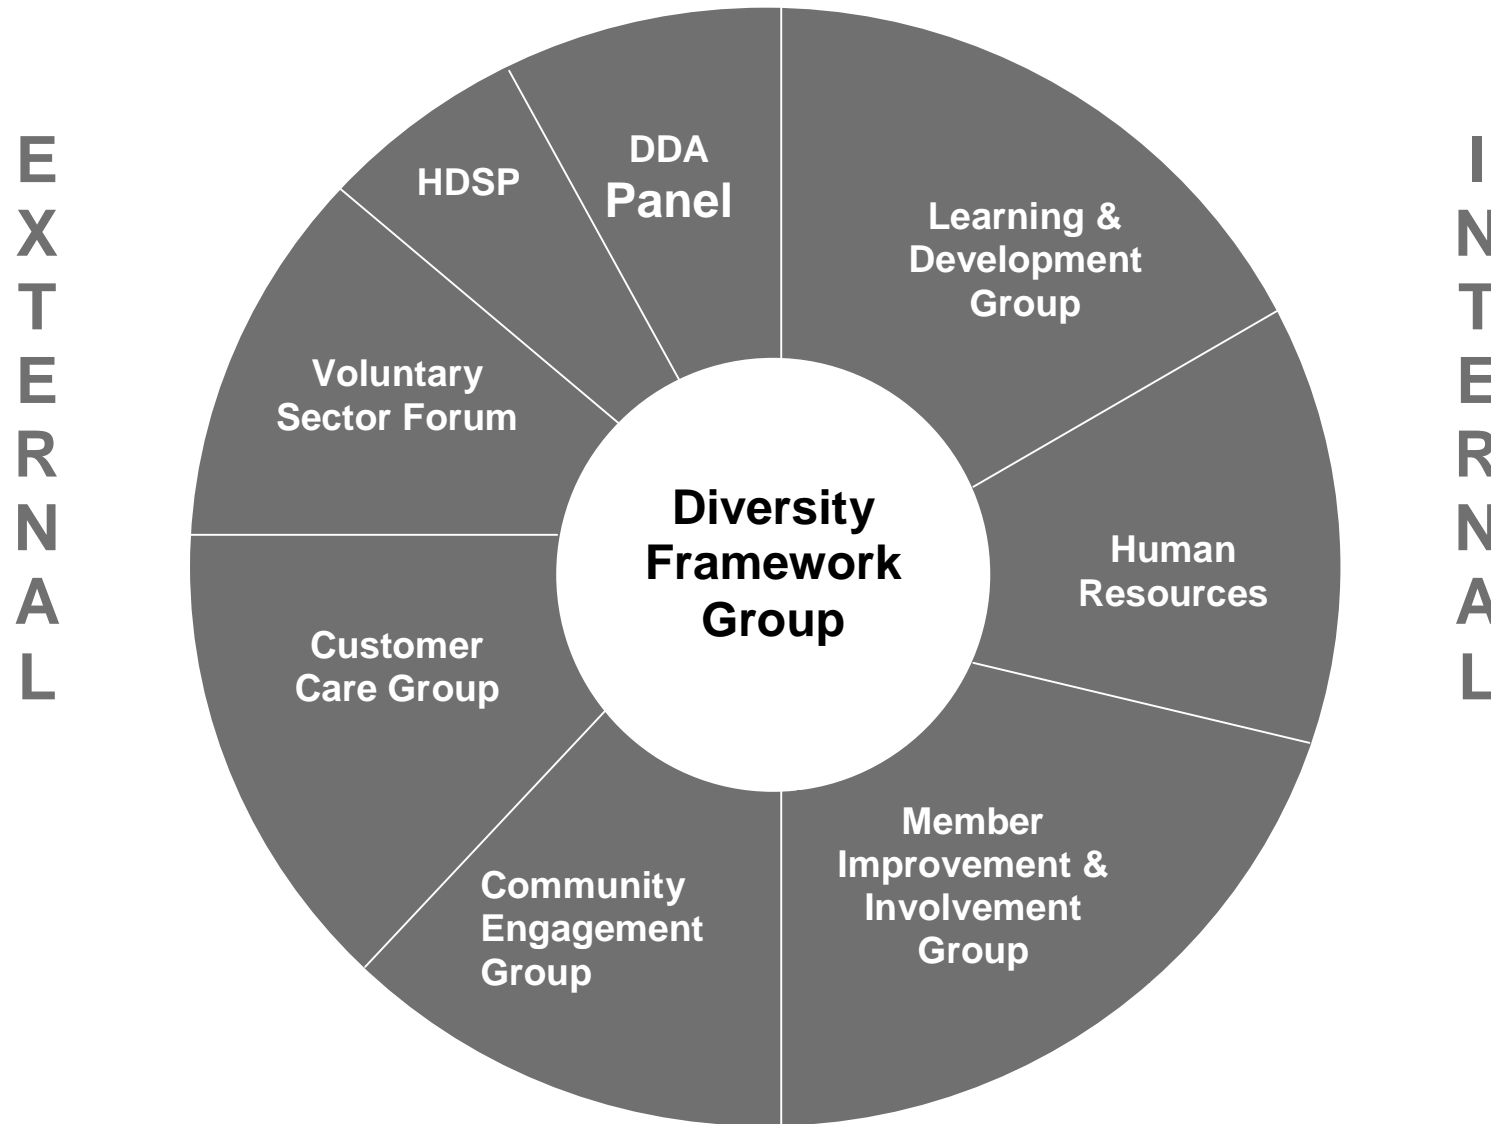 E
X
T
E
R
N
A
L
HDSP
DDA
Panel
Learning &
Development
Group
Voluntary
Sector Forum
Human
Resources
Diversity
Framework
Group
Customer
Care Group
Community
Engagement
Group
Member
Improvement &
Involvement
Group
I
N
T
E
R
N
A
L